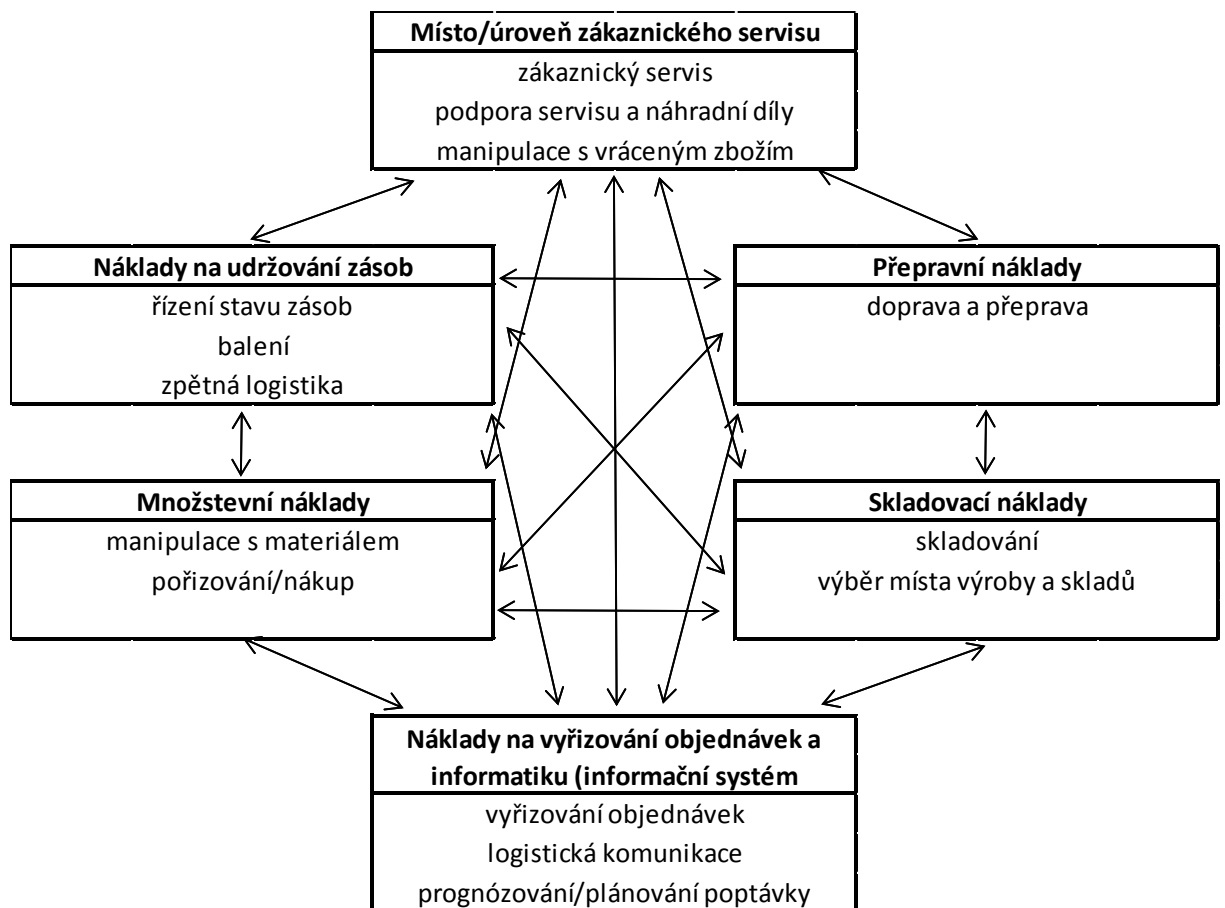 Místo/úroveň zákaznického servisu
zákaznický servis
podpora servisu a náhradní díly
manipulace s vráceným zbožím
Náklady na udržování zásob
řízení stavu zásob
balení
zpětná logistika
Přepravní náklady
doprava a přeprava
Množstevní náklady
manipulace s materiálem
pořizování/nákup
Skladovací náklady
skladování
výběr místa výroby a skladů
Náklady na vyřizování objednávek a
informatiku (informační systém
vyřizování objednávek
logistická komunikace
prognózování/plánování poptávky